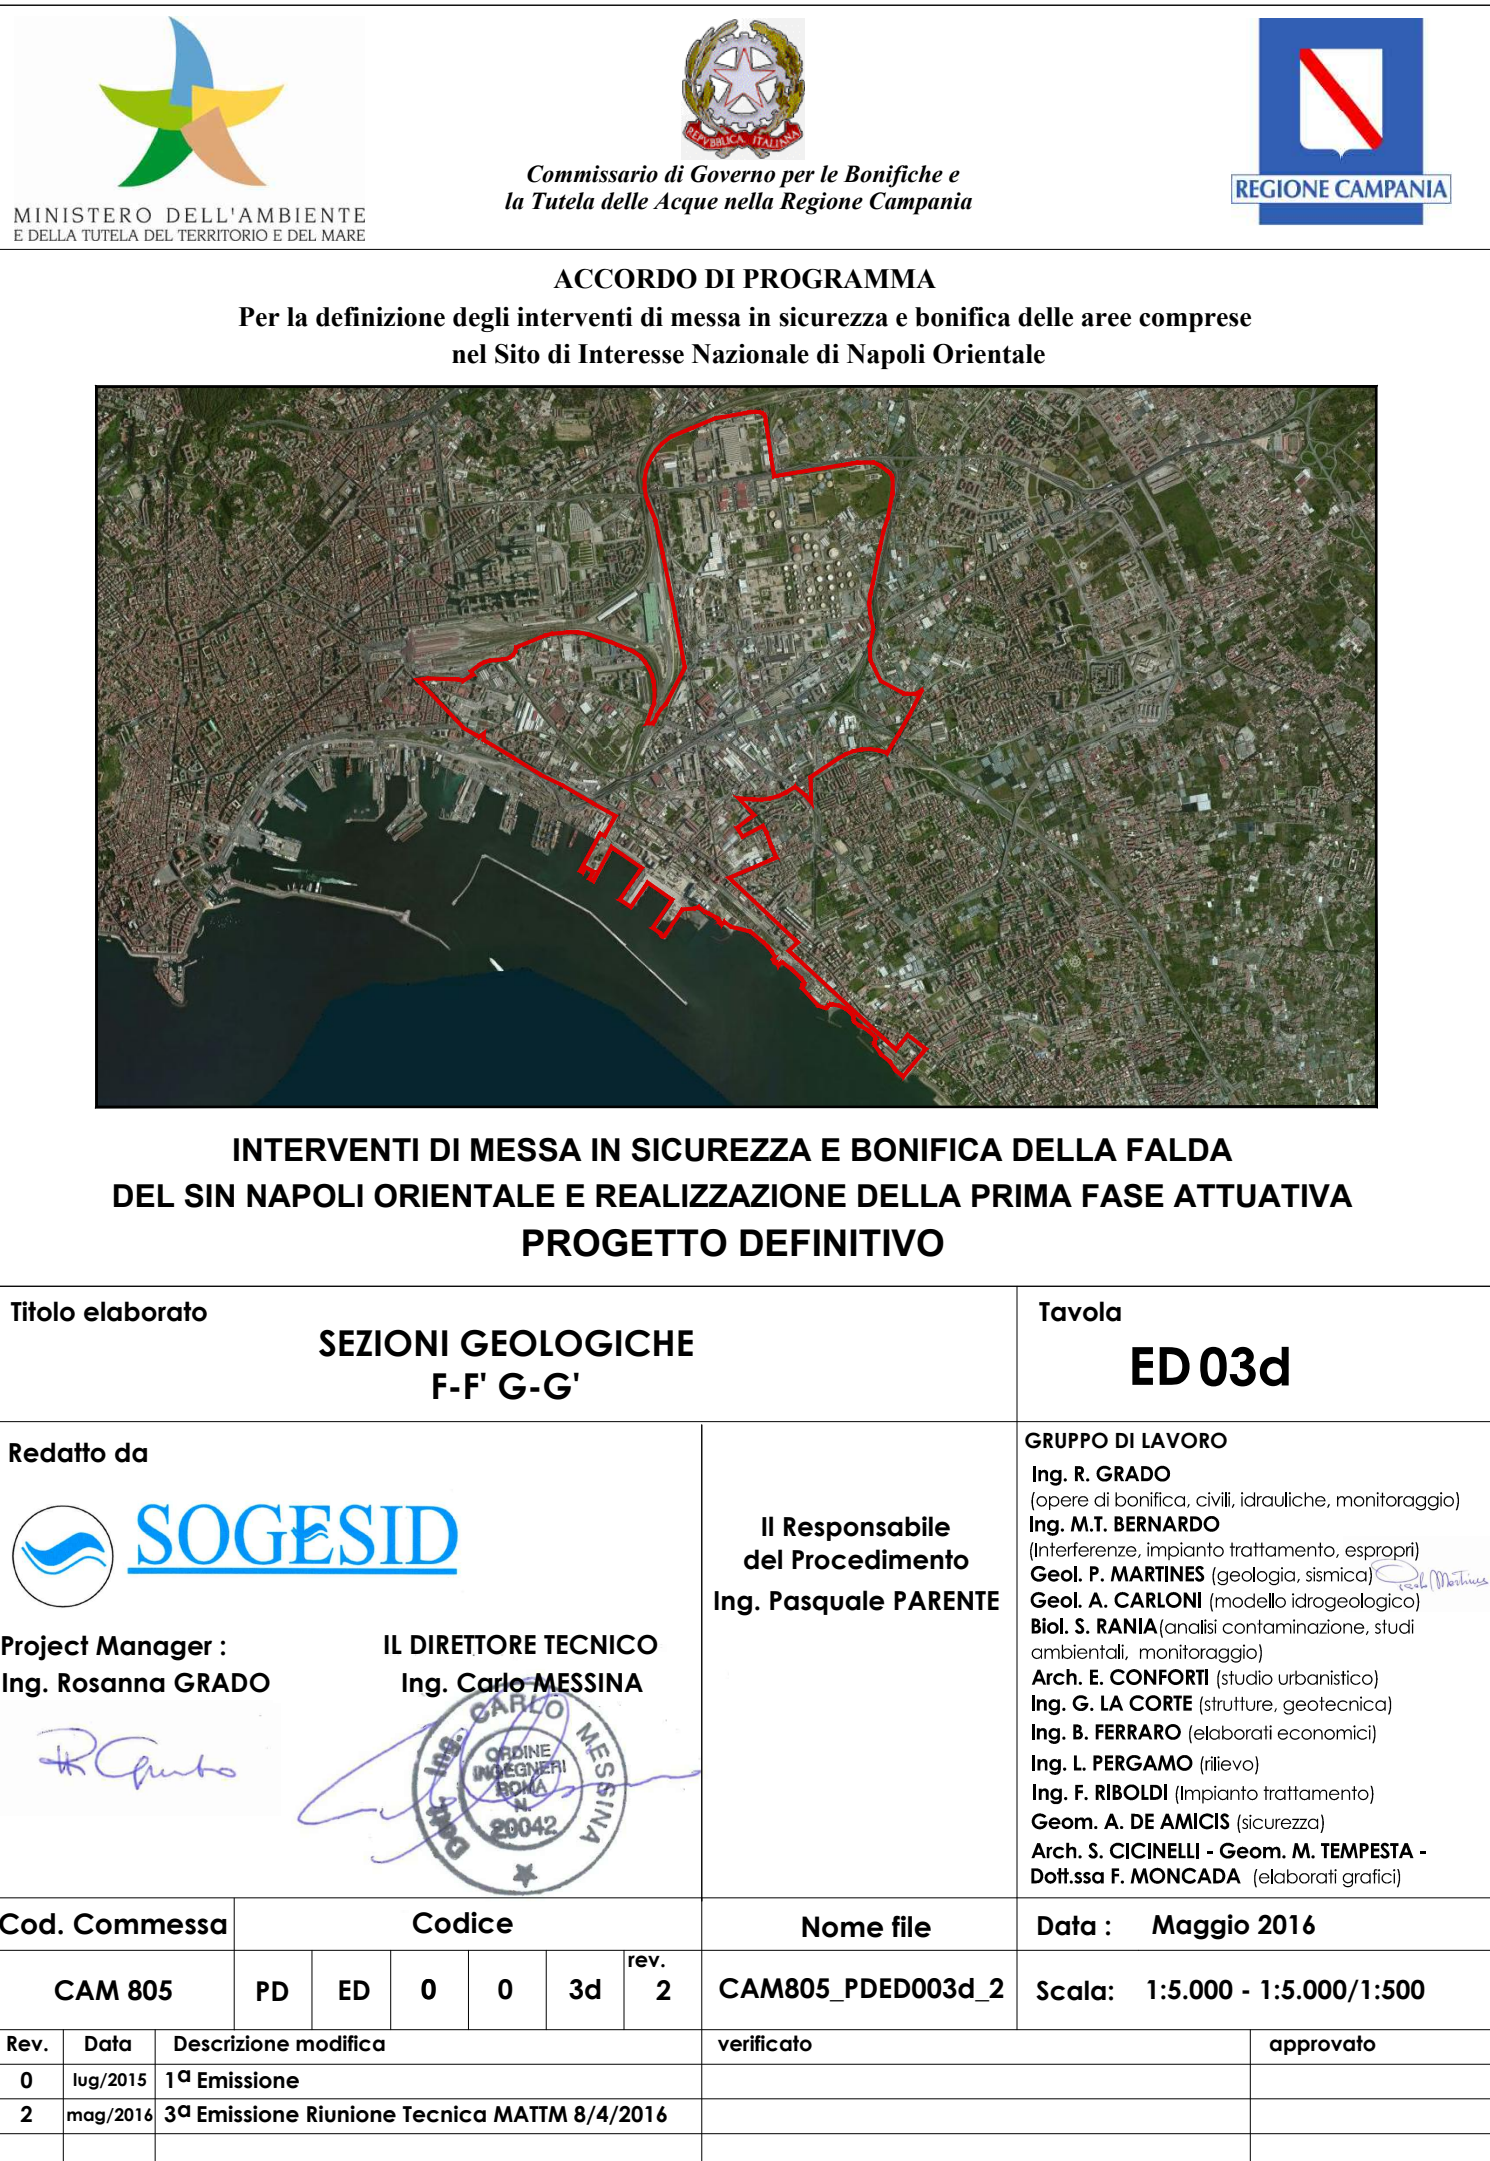 MINISTERO DELL'AMBIENTE
E DELLA TUTELA DEL TERRITORIO E DEL MARE
REPVBBLICA ITALIANA
Commissario di Governo per le Bonifiche e
la Tutela delle Acque nella Regione Campania
REGIONE CAMPANIA
ACCORDO DI PROGRAMMA
Per la definizione degli interventi di messa in sicurezza e bonifica delle aree comprese
nel Sito di Interesse Nazionale di Napoli Orientale
INTERVENTI DI MESSA IN SICUREZZA E BONIFICA DELLA FALDA
DEL SIN NAPOLI ORIENTALE E REALIZZAZIONE DELLA PRIMA FASE ATTUATIVA
PROGETTO DEFINITIVO
Titolo elaborato
SEZIONI GEOLOGICHE
F-F' G-G'
Tavola
ED 03d
Redatto da
SOGESID
Project Manager :
Ing. Rosanna GRADO
IL DIRETTORE TECNICO
Ing. Carlo MESSINA
Dott. Ing. CARLO MESSINA
ORDINE
INGEGNERI
ROMA
N.
20042
Il Responsabile
del Procedimento
Ing. Pasquale PARENTE
GRUPPO DI LAVORO
Ing. R. GRADO
(opere di bonifica, civili, idrauliche, monitoraggio)
Ing. M.T. BERNARDO
(Interferenze, impianto trattamento, espropri)
Geol. P. MARTINES (geologia, sismica)
Geol. A. CARLONI (modello idrogeologico)
Biol. S. RANIA(analisi contaminazione, studi
ambientali, monitoraggio)
Arch. E. CONFORTI (studio urbanistico)
Ing. G. LA CORTE (strutture, geotecnica)
Ing. B. FERRARO (elaborati economici)
Ing. L. PERGAMO (rilievo)
Ing. F. RIBOLDI (Impianto trattamento)
Geom. A. DE AMICIS (sicurezza)
Arch. S. CICINELLI - Geom. M. TEMPESTA -
Dott.ssa F. MONCADA (elaborati grafici)
Cod. Commessa Codice Nome file Data : Maggio 2016
CAM 805 PD ED 0 0 3d rev. 2 CAM805_PDED003d_2 Scala: 1:5.000 - 1:5.000/1:500
Rev. Data Descrizione modifica verificato approvato
0 lug/2015 1ª Emissione
2 mag/2016 3ª Emissione Riunione Tecnica MATTM 8/4/2016